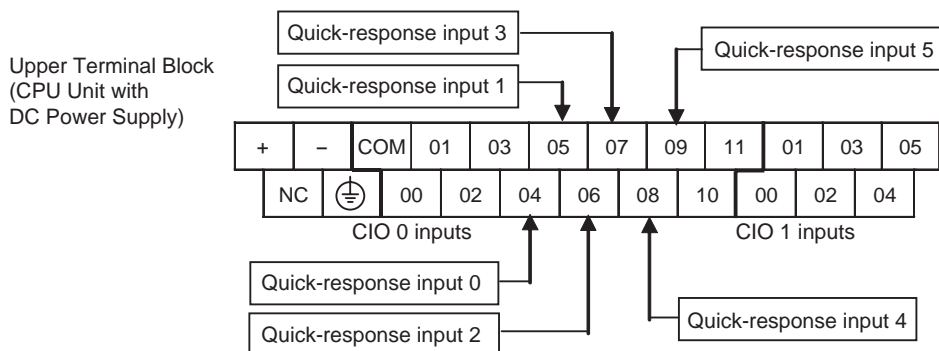 Quick-response input 3
Quick-response input 5
Upper Terminal Block
(CPU Unit with
DC Power Supply)
Quick-response input 1
+ – COM 01 03 05 07 09 11 01 03 05
NC 00 02 04 06 08 10 00 02 04
CIO 0 inputs CIO 1 inputs
Quick-response input 0
Quick-response input 2
Quick-response input 4